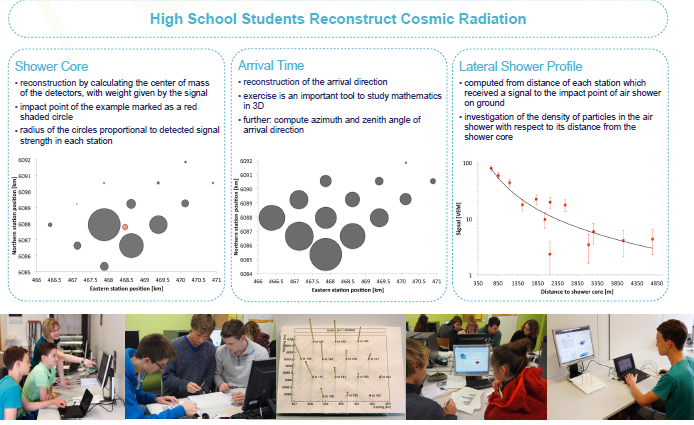 High School Students Reconstruct Cosmic Radiation
Shower Core
• reconstruction by calculating the center of mass
of the detectors, with weight given by the signal
• impact point of the example marked as a red
shaded circle
• radius of the circles proportional to detected signal
strength in each station
Northern station position [km]
6092
6091
6090
6089
6088
6087
6086
6085
466 466.5 467 467.5 468 468.5 469 469.5 470 470.5 471
Eastern station position [km]
Arrival Time
• reconstruction of the arrival direction
• exercise is an important tool to study mathematics
in 3D
• further: compute azimuth and zenith angle of
arrival direction
Northern station position [km]
6092
6091
6090
6089
6088
6087
6086
6085
6084
466 466.5 467 467.5 468 468.5 469 469.5 470 470.5 471
Eastern station position [km]
Lateral Shower Profile
• computed from distance of each station which
received a signal to the impact point of air shower
on ground
• investigation of the density of particles in the air
shower with respect to its distance from the
shower core
Signal [VEM]
100
10
1
350 850 1350 1850 2350 2850 3350 3850 4350 4850
Distance to shower core [m]